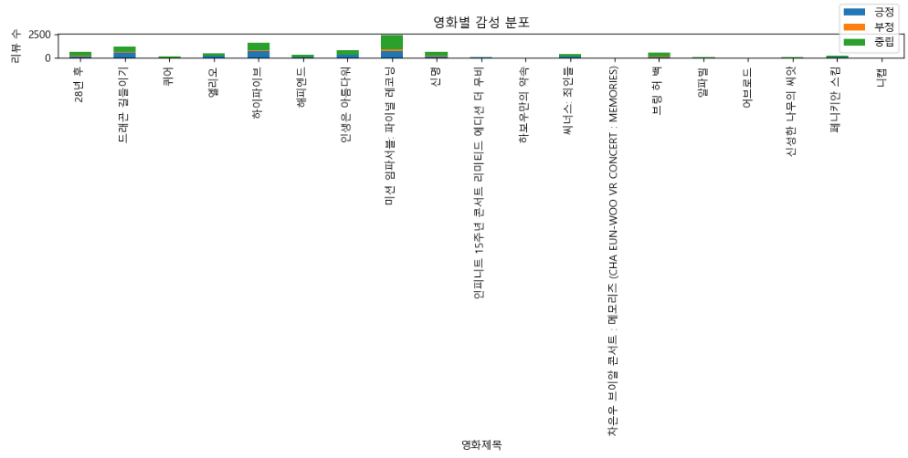 영화별 감성 분포
긍정
부정
중립
리뷰 수
2500
0
28년 후
드래곤 길들이기
퀴어
엘리오
하이파이브
해피엔드
인생은 아름다워
미션 임파서블: 파이널 레코닝
신명
인피니트 15주년 콘서트 리미티드 에디션 더 무비
하보우만의 약속
씨너스: 죄인들
차은우 브이알 콘서트 : 메모리즈 (CHA EUN-WOO VR CONCERT : MEMORIES)
브링 허 백
알파빌
어브로드
신성한 나무의 씨앗
페니키안 스킴
니캡
영화제목